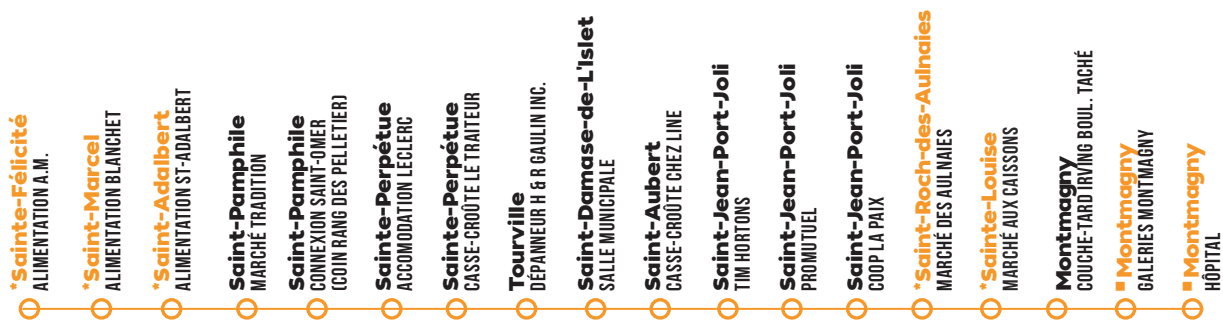 *Sainte-Félicité
ALIMENTATION A.M.
*Saint-Marcel
ALIMENTATION BLANCHET
*Saint-Adalbert
ALIMENTATION ST-ADALBERT
Saint-Pamphile
MARCHÉ TRADITION
Saint-Pamphile
CONNEXION SAINT-OMER
(COIN RANG DES PELLETIER)
Sainte-Perpétue
ACCOMODATION LECLERC
Sainte-Perpétue
CASSE-CROÛTE LE TRAITEUR
Tourville
DÉPANNEUR H & R GAULIN INC.
Saint-Damase-de-L'Islet
SALLE MUNICIPALE
Saint-Aubert
CASSE-CROÛTE CHEZ LINE
Saint-Jean-Port-Joli
TIM HORTONS
Saint-Jean-Port-Joli
PROMUTUEL
Saint-Jean-Port-Joli
COOP LA PAIX
*Saint-Roch-des-Aulnaies
MARCHÉ DES AULNAIES
*Sainte-Louise
MARCHÉ AUX CAISSONS
Montmagny
COUCHE-TARD IRVING BOUL. TACHÉ
■ Montmagny
GALERIES MONTMAGNY
■ Montmagny
HÔPITAL